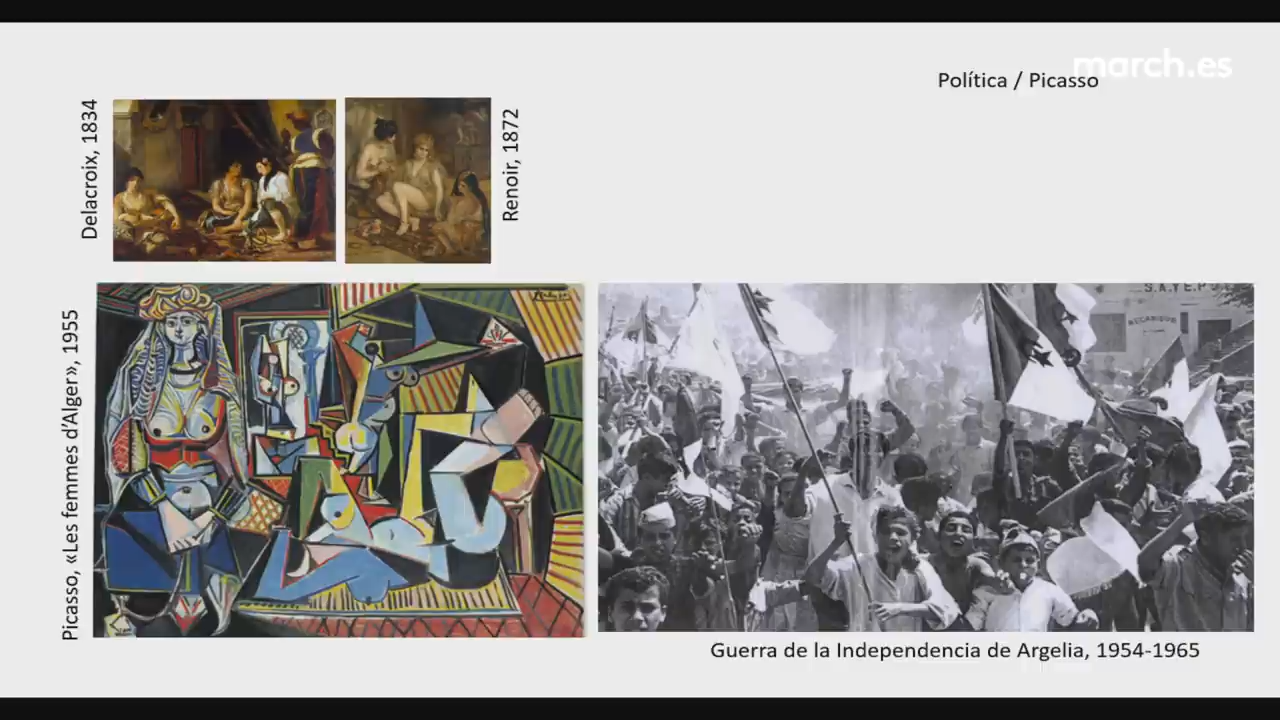 march.es
Política / Picasso
Delacroix, 1834
Renoir, 1872
Picasso, «Les femmes d'Alger», 1955
Guerra de la Independencia de Argelia, 1954-1965